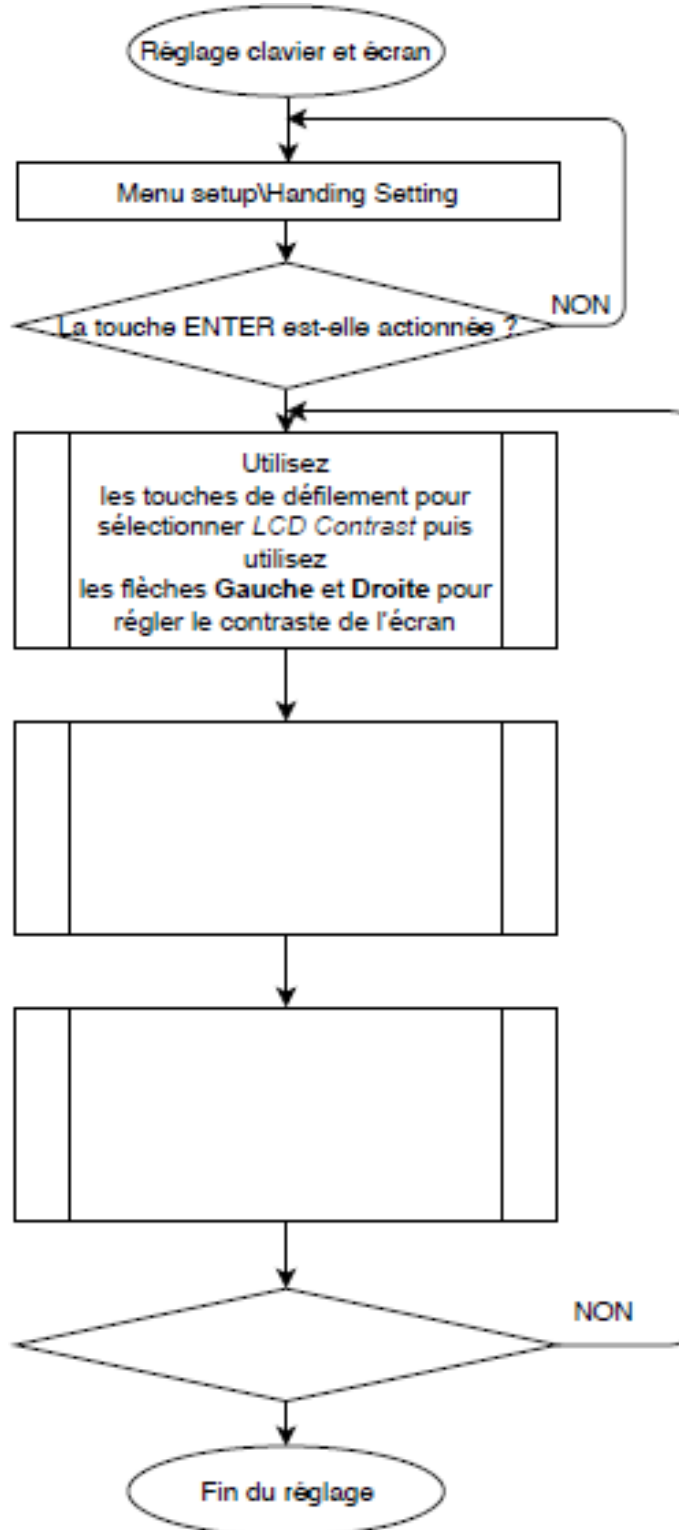 Réglage clavier et écran
Menu setup\Handing Setting
La touche ENTER est-elle actionnée ?
NON
Utilisez
les touches de défilement pour
sélectionner LCD Contrast puis
utilisez
les flèches Gauche et Droite pour
régler le contraste de l'écran
NON
Fin du réglage